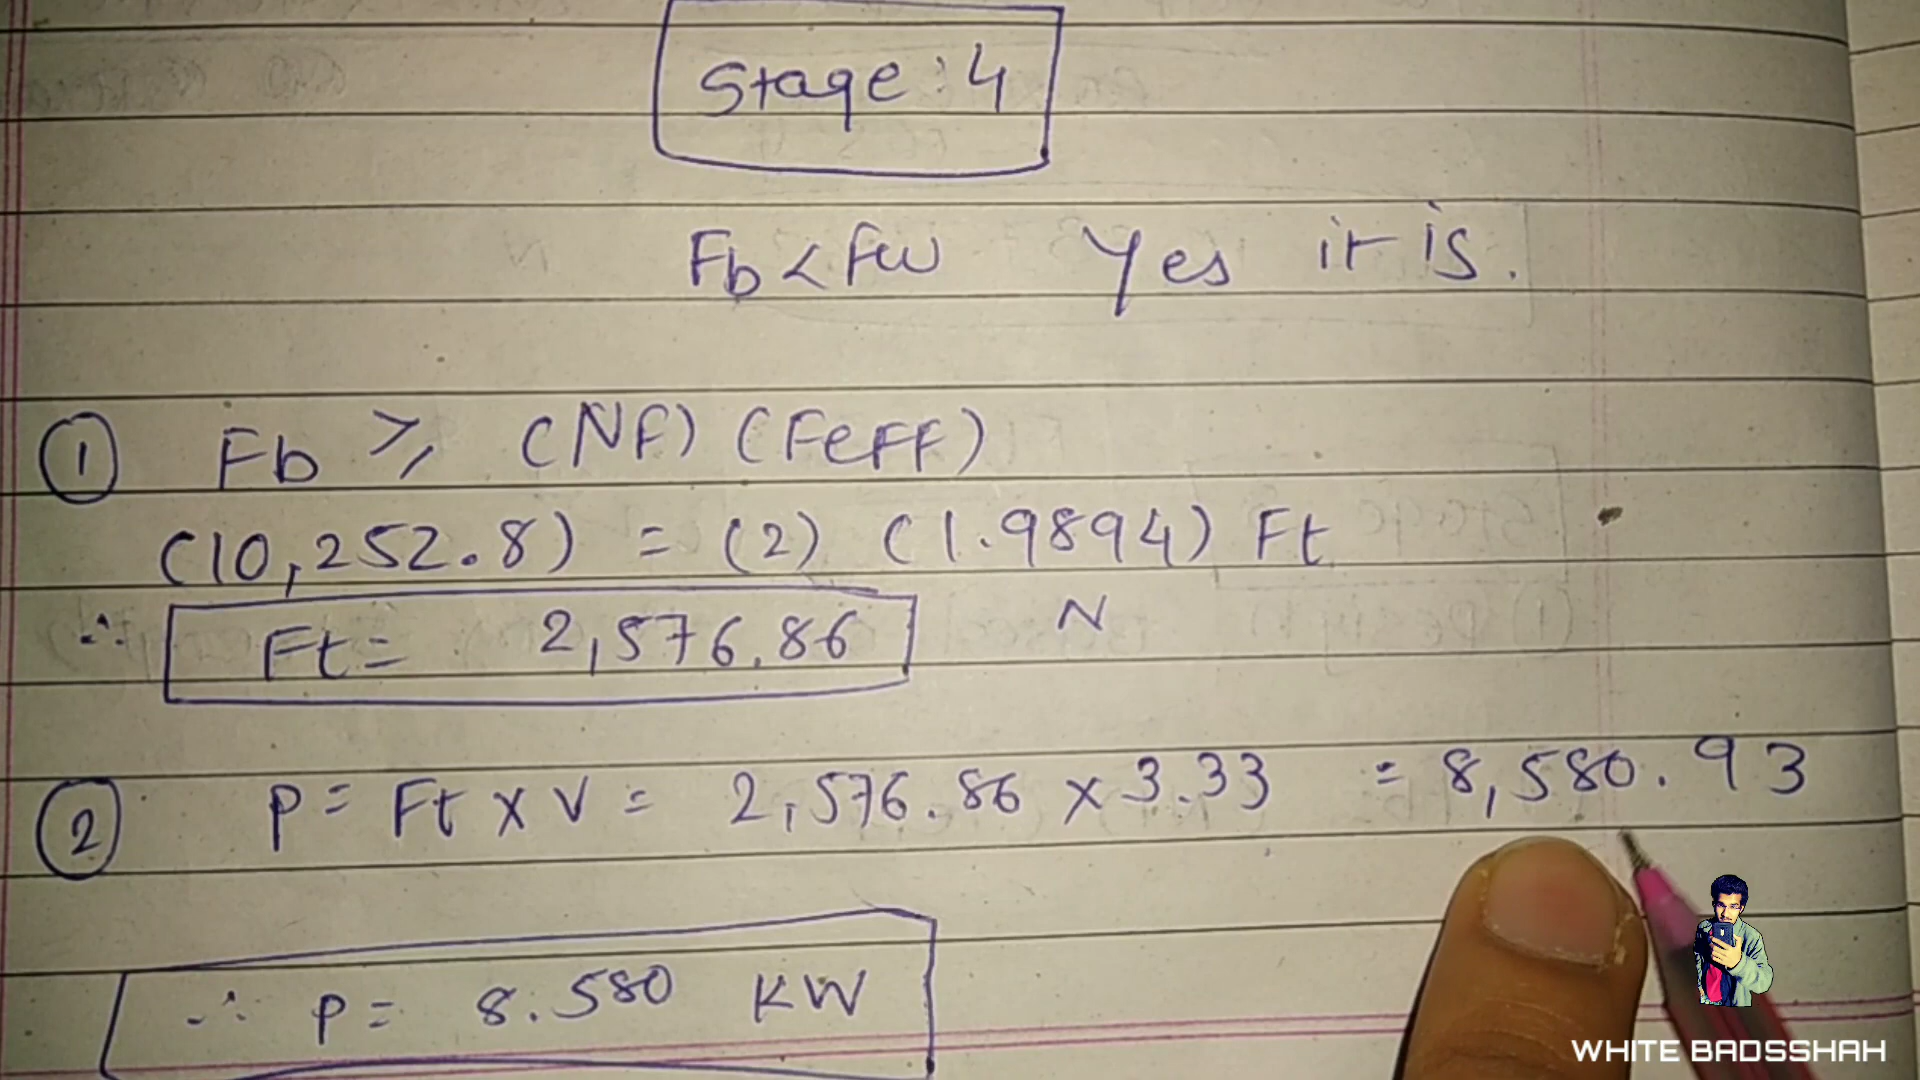 Stage : 4
Fb < Fw Yes it is.
① Fb ⩾ (NF) (Feff)
(10,252.8) = (2) (1.9894) Ft
∴ Ft = 2,576.86 N
② P = Ft x V = 2,576.86 x 3.33 = 8,580.93
∴ P = 8.580 KW
WHITE BADSSHAH